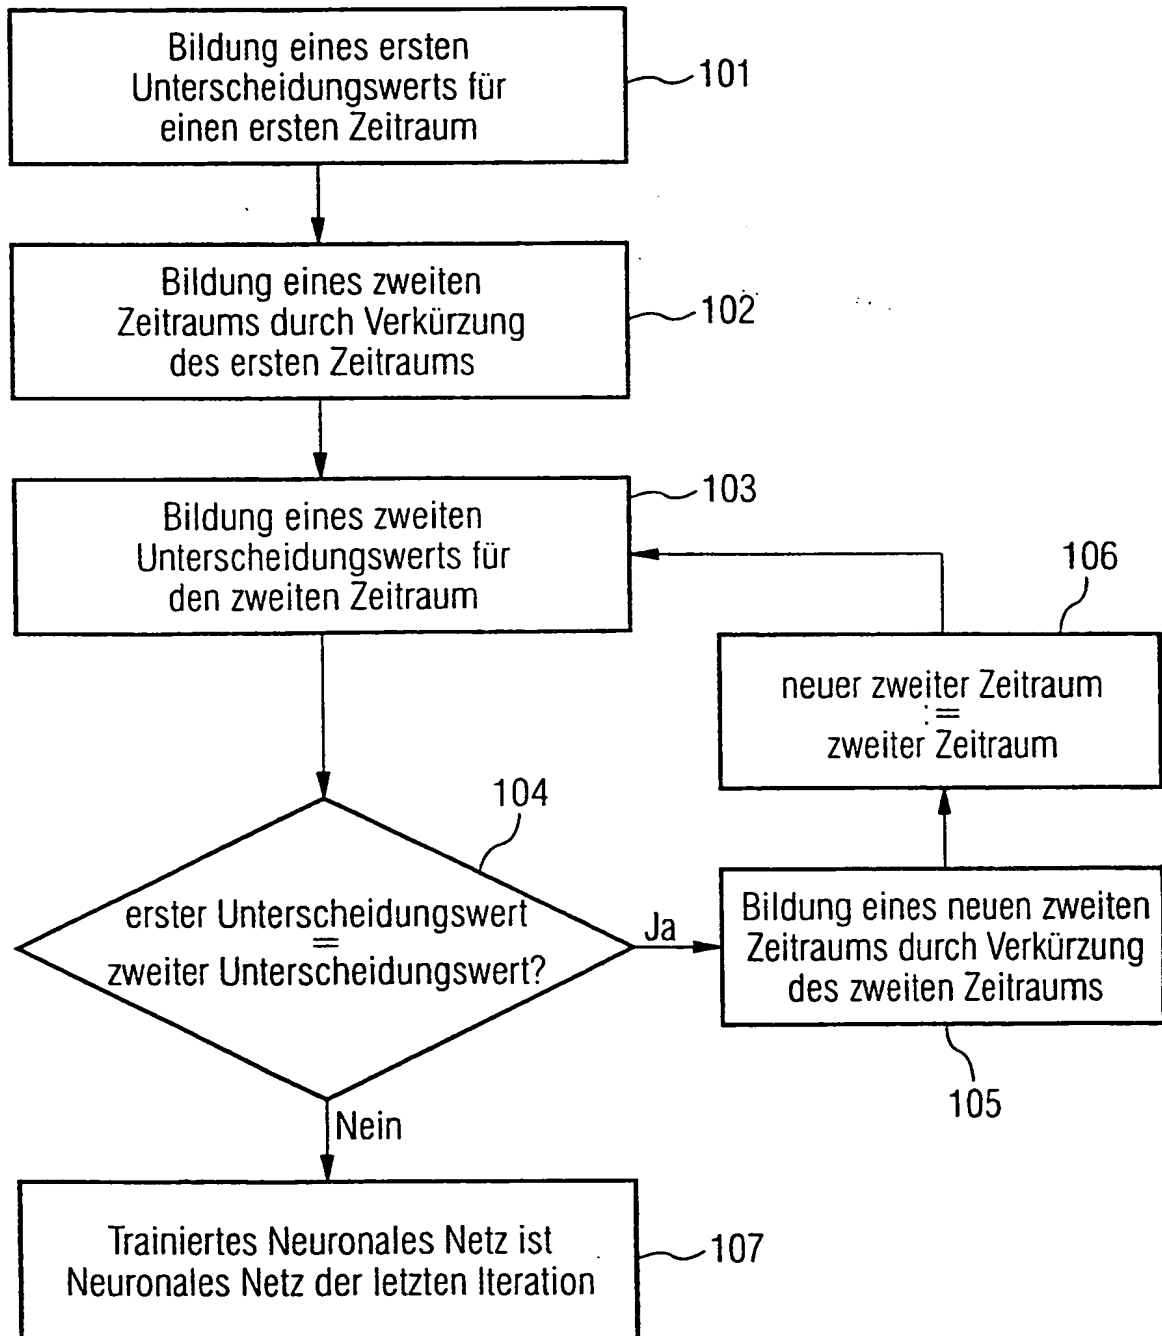 Bildung eines ersten
Unterscheidungswerts für
einen ersten Zeitraum
101
Bildung eines zweiten
Zeitraums durch Verkürzung
des ersten Zeitraums
102
Bildung eines zweiten
Unterscheidungswerts für
den zweiten Zeitraum
103
106
neuer zweiter Zeitraum
:=
zweiter Zeitraum
104
erster Unterscheidungswert
=
zweiter Unterscheidungswert?
Ja
Bildung eines neuen zweiten
Zeitraums durch Verkürzung
des zweiten Zeitraums
105
Nein
Trainiertes Neuronales Netz ist
Neuronales Netz der letzten Iteration
107